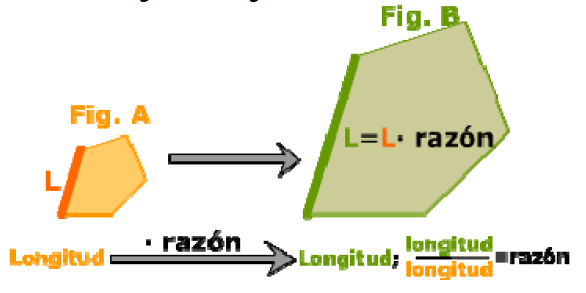 Fig. B
Fig. A
L
L=L· razón
· razón
Longitud
Longitud; longitud
longitud
=razón